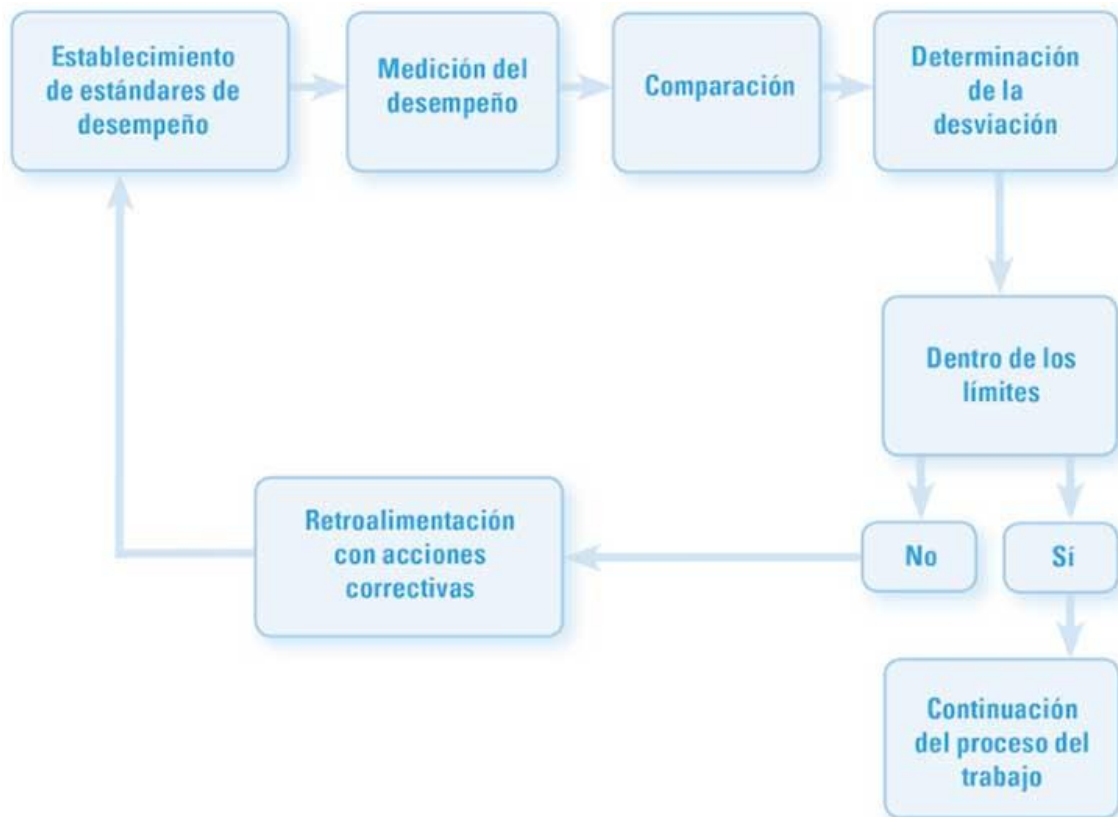 Establecimiento
de estándares de
desempeño
Medición del
desempeño
Comparación
Determinación
de la
desviación
Dentro de los
límites
No
Sí
Retroalimentación
con acciones
correctivas
Continuación
del proceso del
trabajo